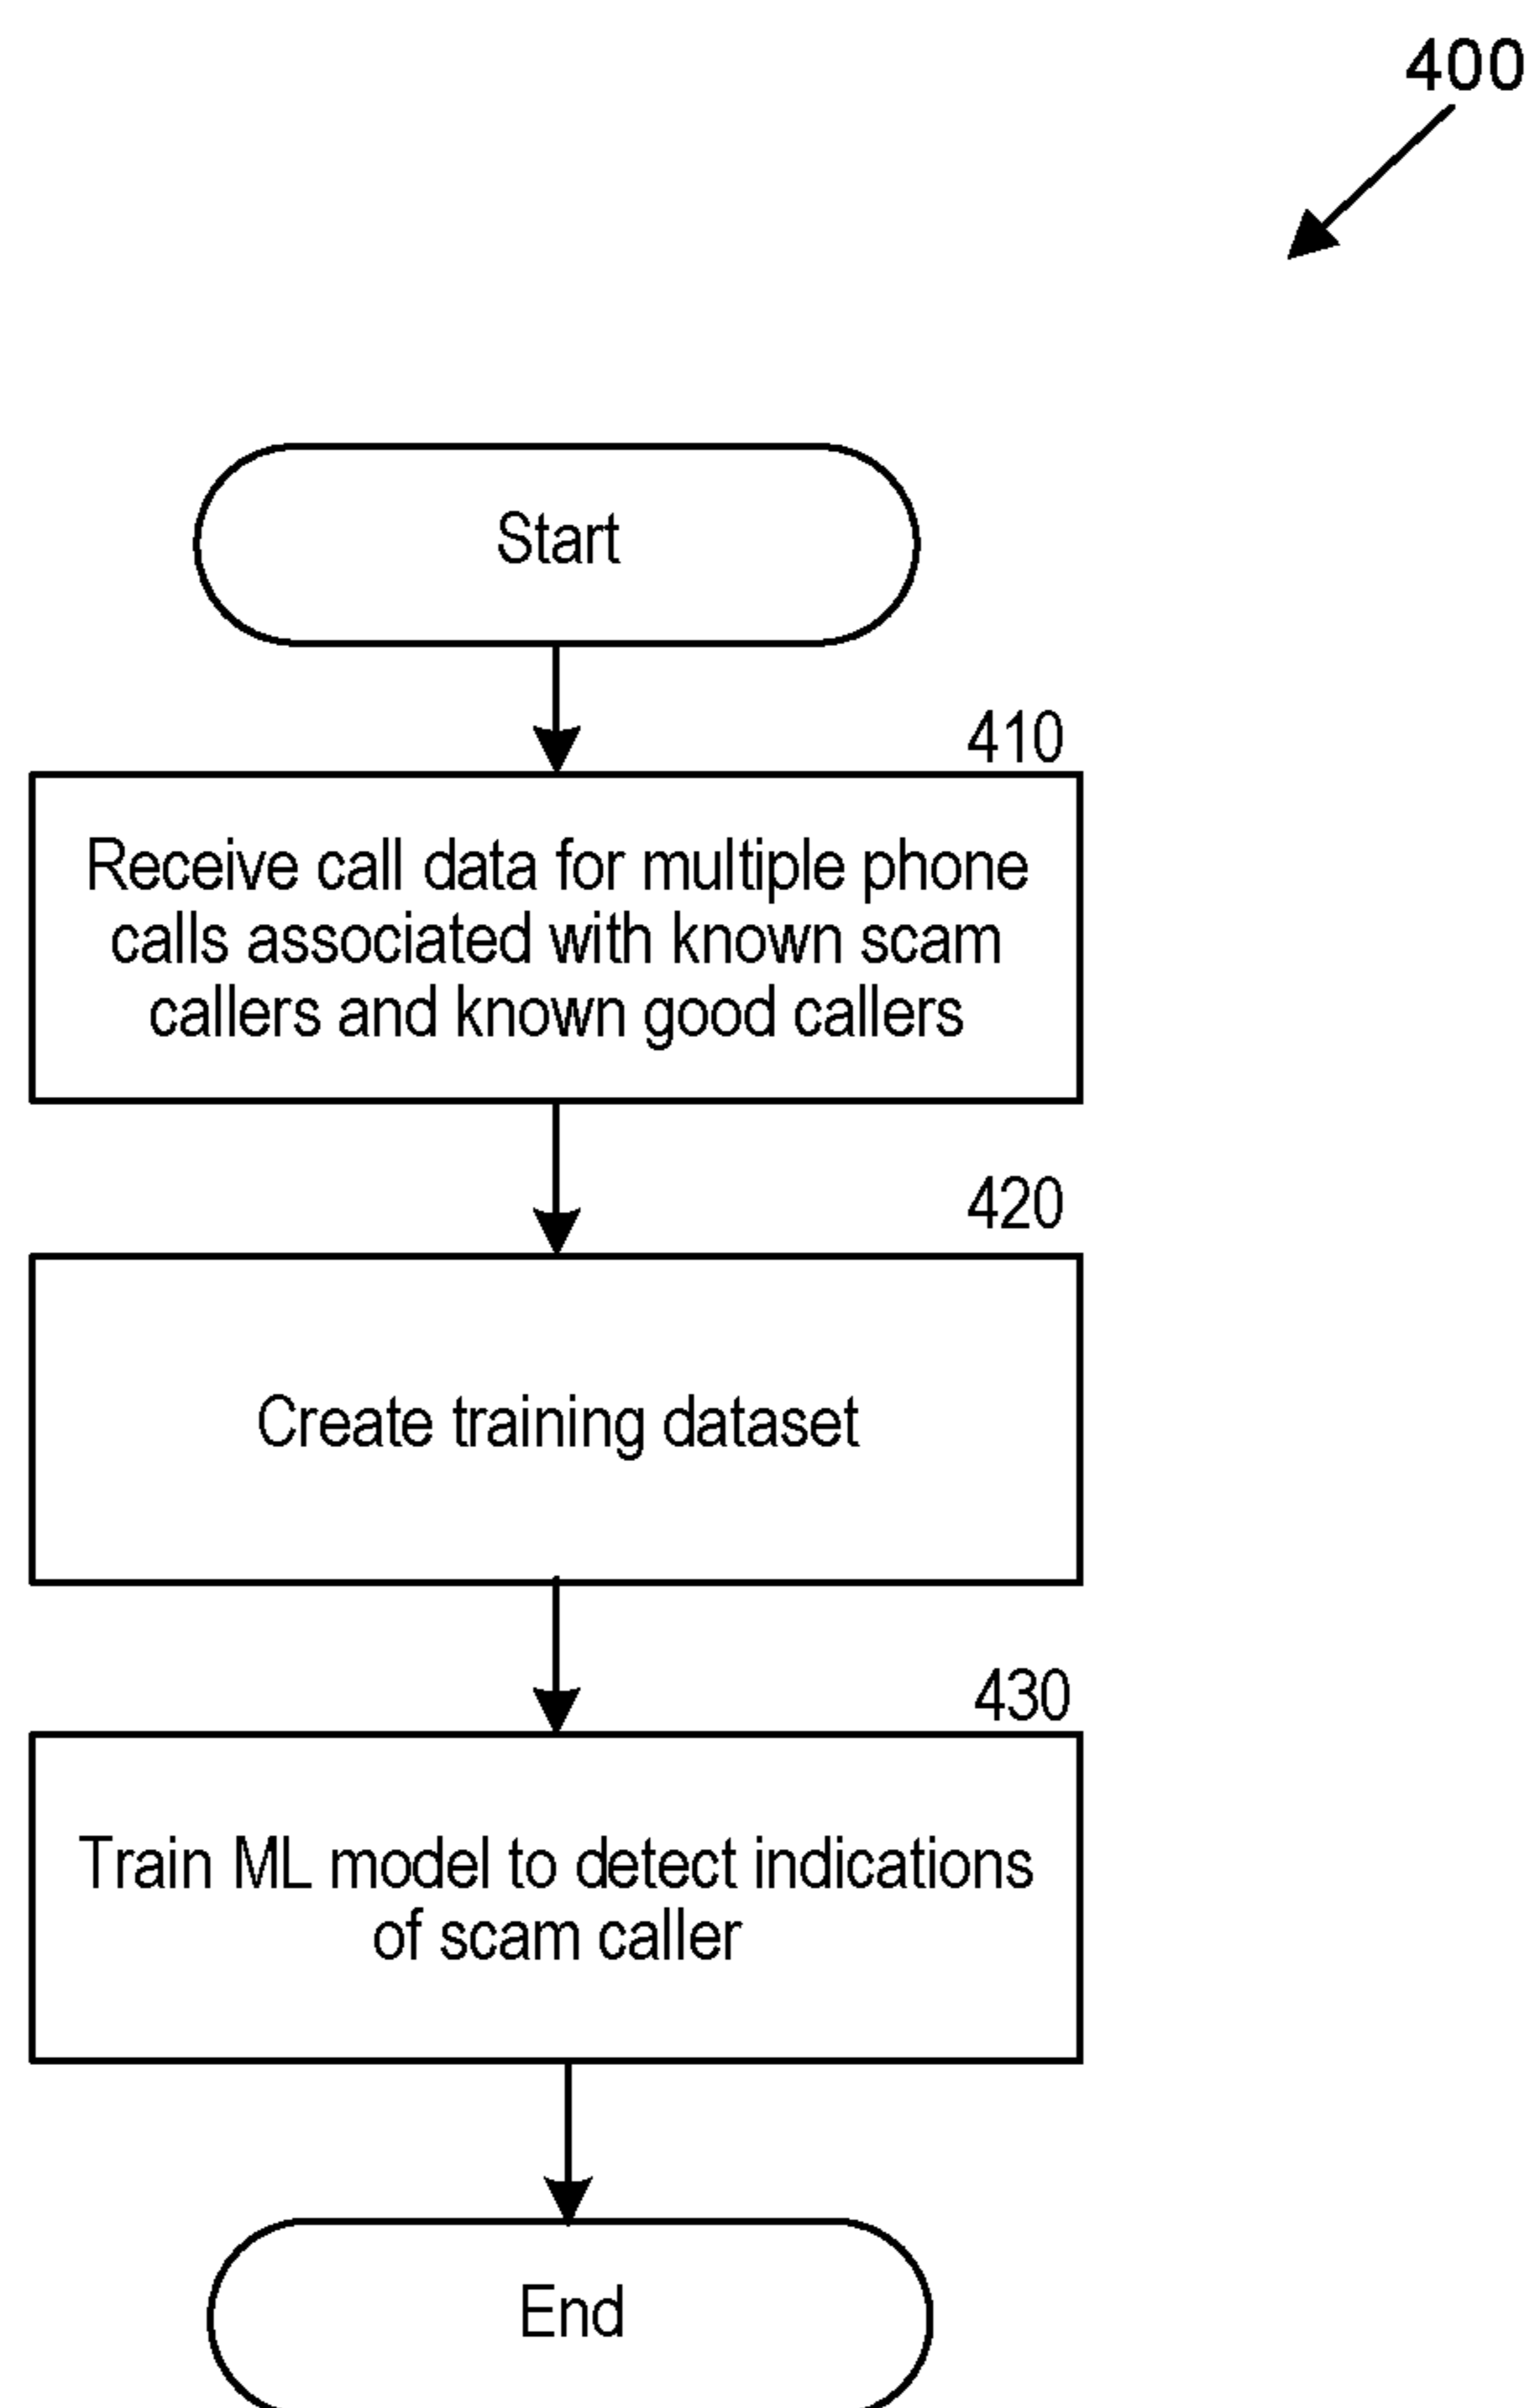 400
Start
410
Receive call data for multiple phone
calls associated with known scam
callers and known good callers
420
Create training dataset
430
Train ML model to detect indications
of scam caller
End